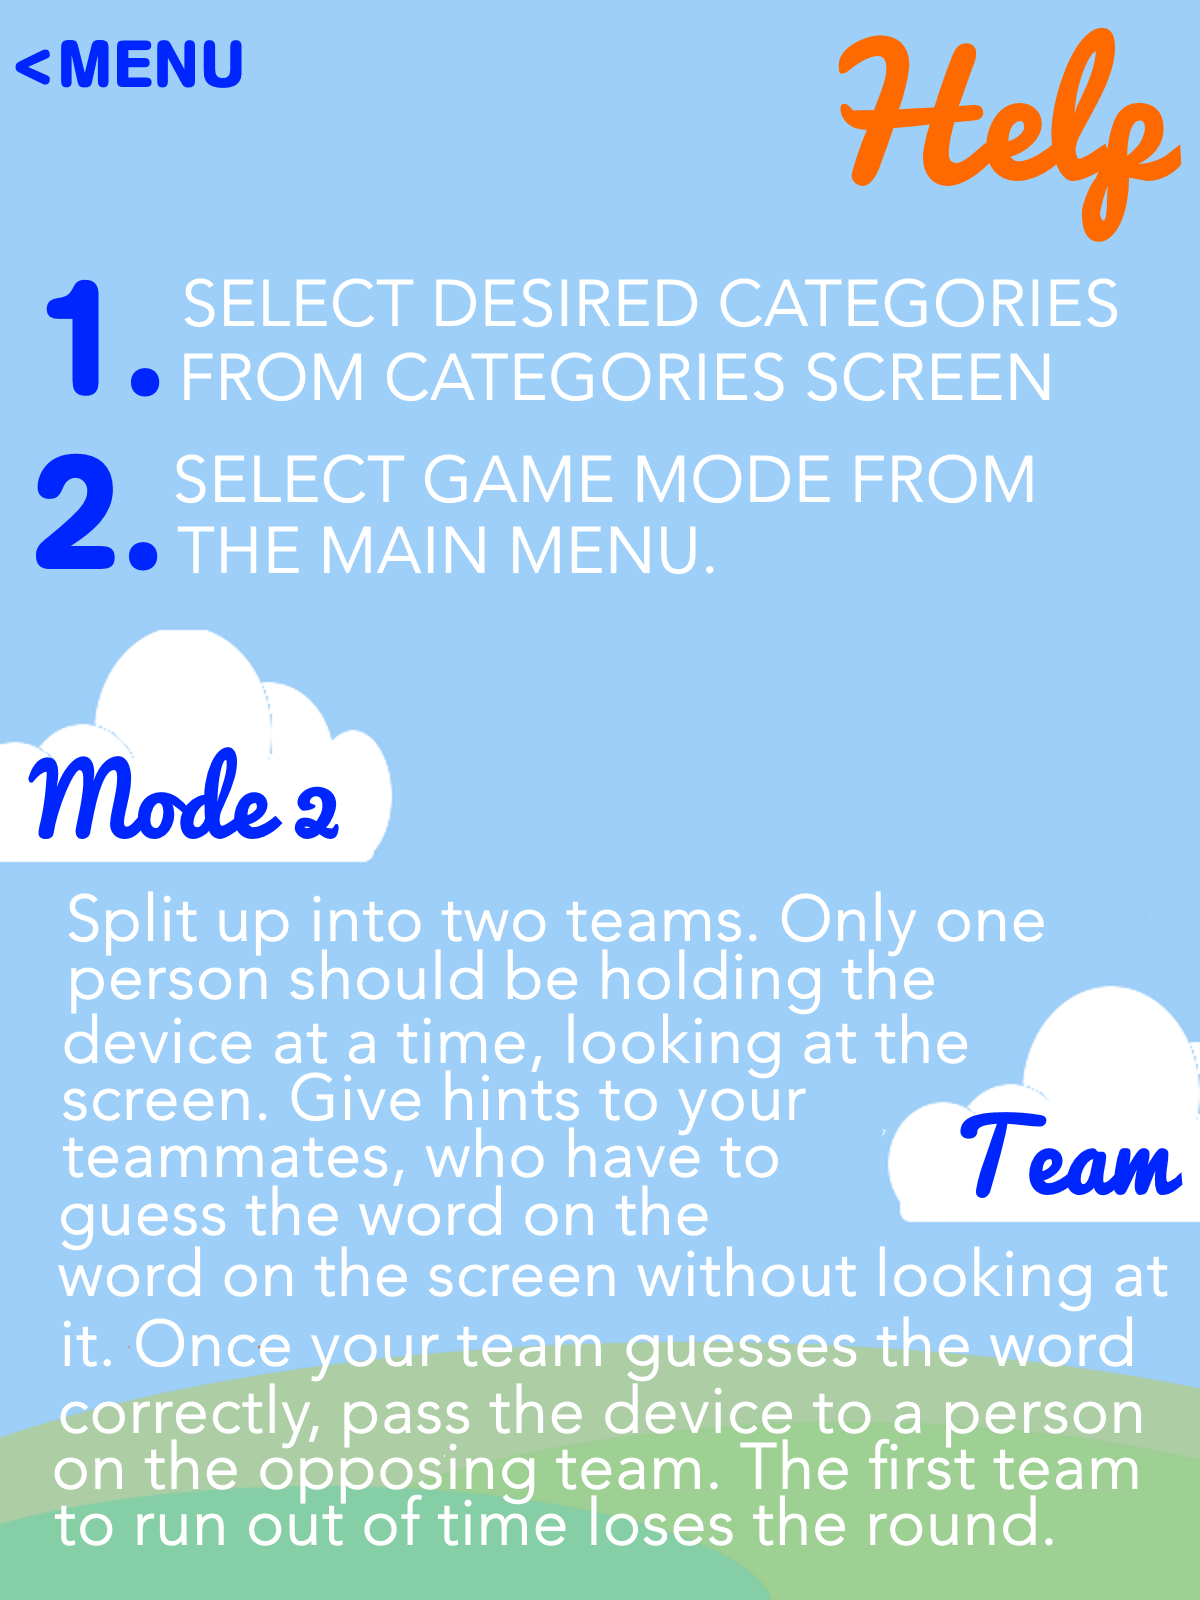 <MENU
Help
1. SELECT DESIRED CATEGORIES
FROM CATEGORIES SCREEN
2. SELECT GAME MODE FROM
THE MAIN MENU.
Mode 2
Split up into two teams. Only one
person should be holding the
device at a time, looking at the
screen. Give hints to your
teammates, who have to
guess the word on the
Team
word on the screen without looking at
it. Once your team guesses the word
correctly, pass the device to a person
on the opposing team. The first team
to run out of time loses the round.